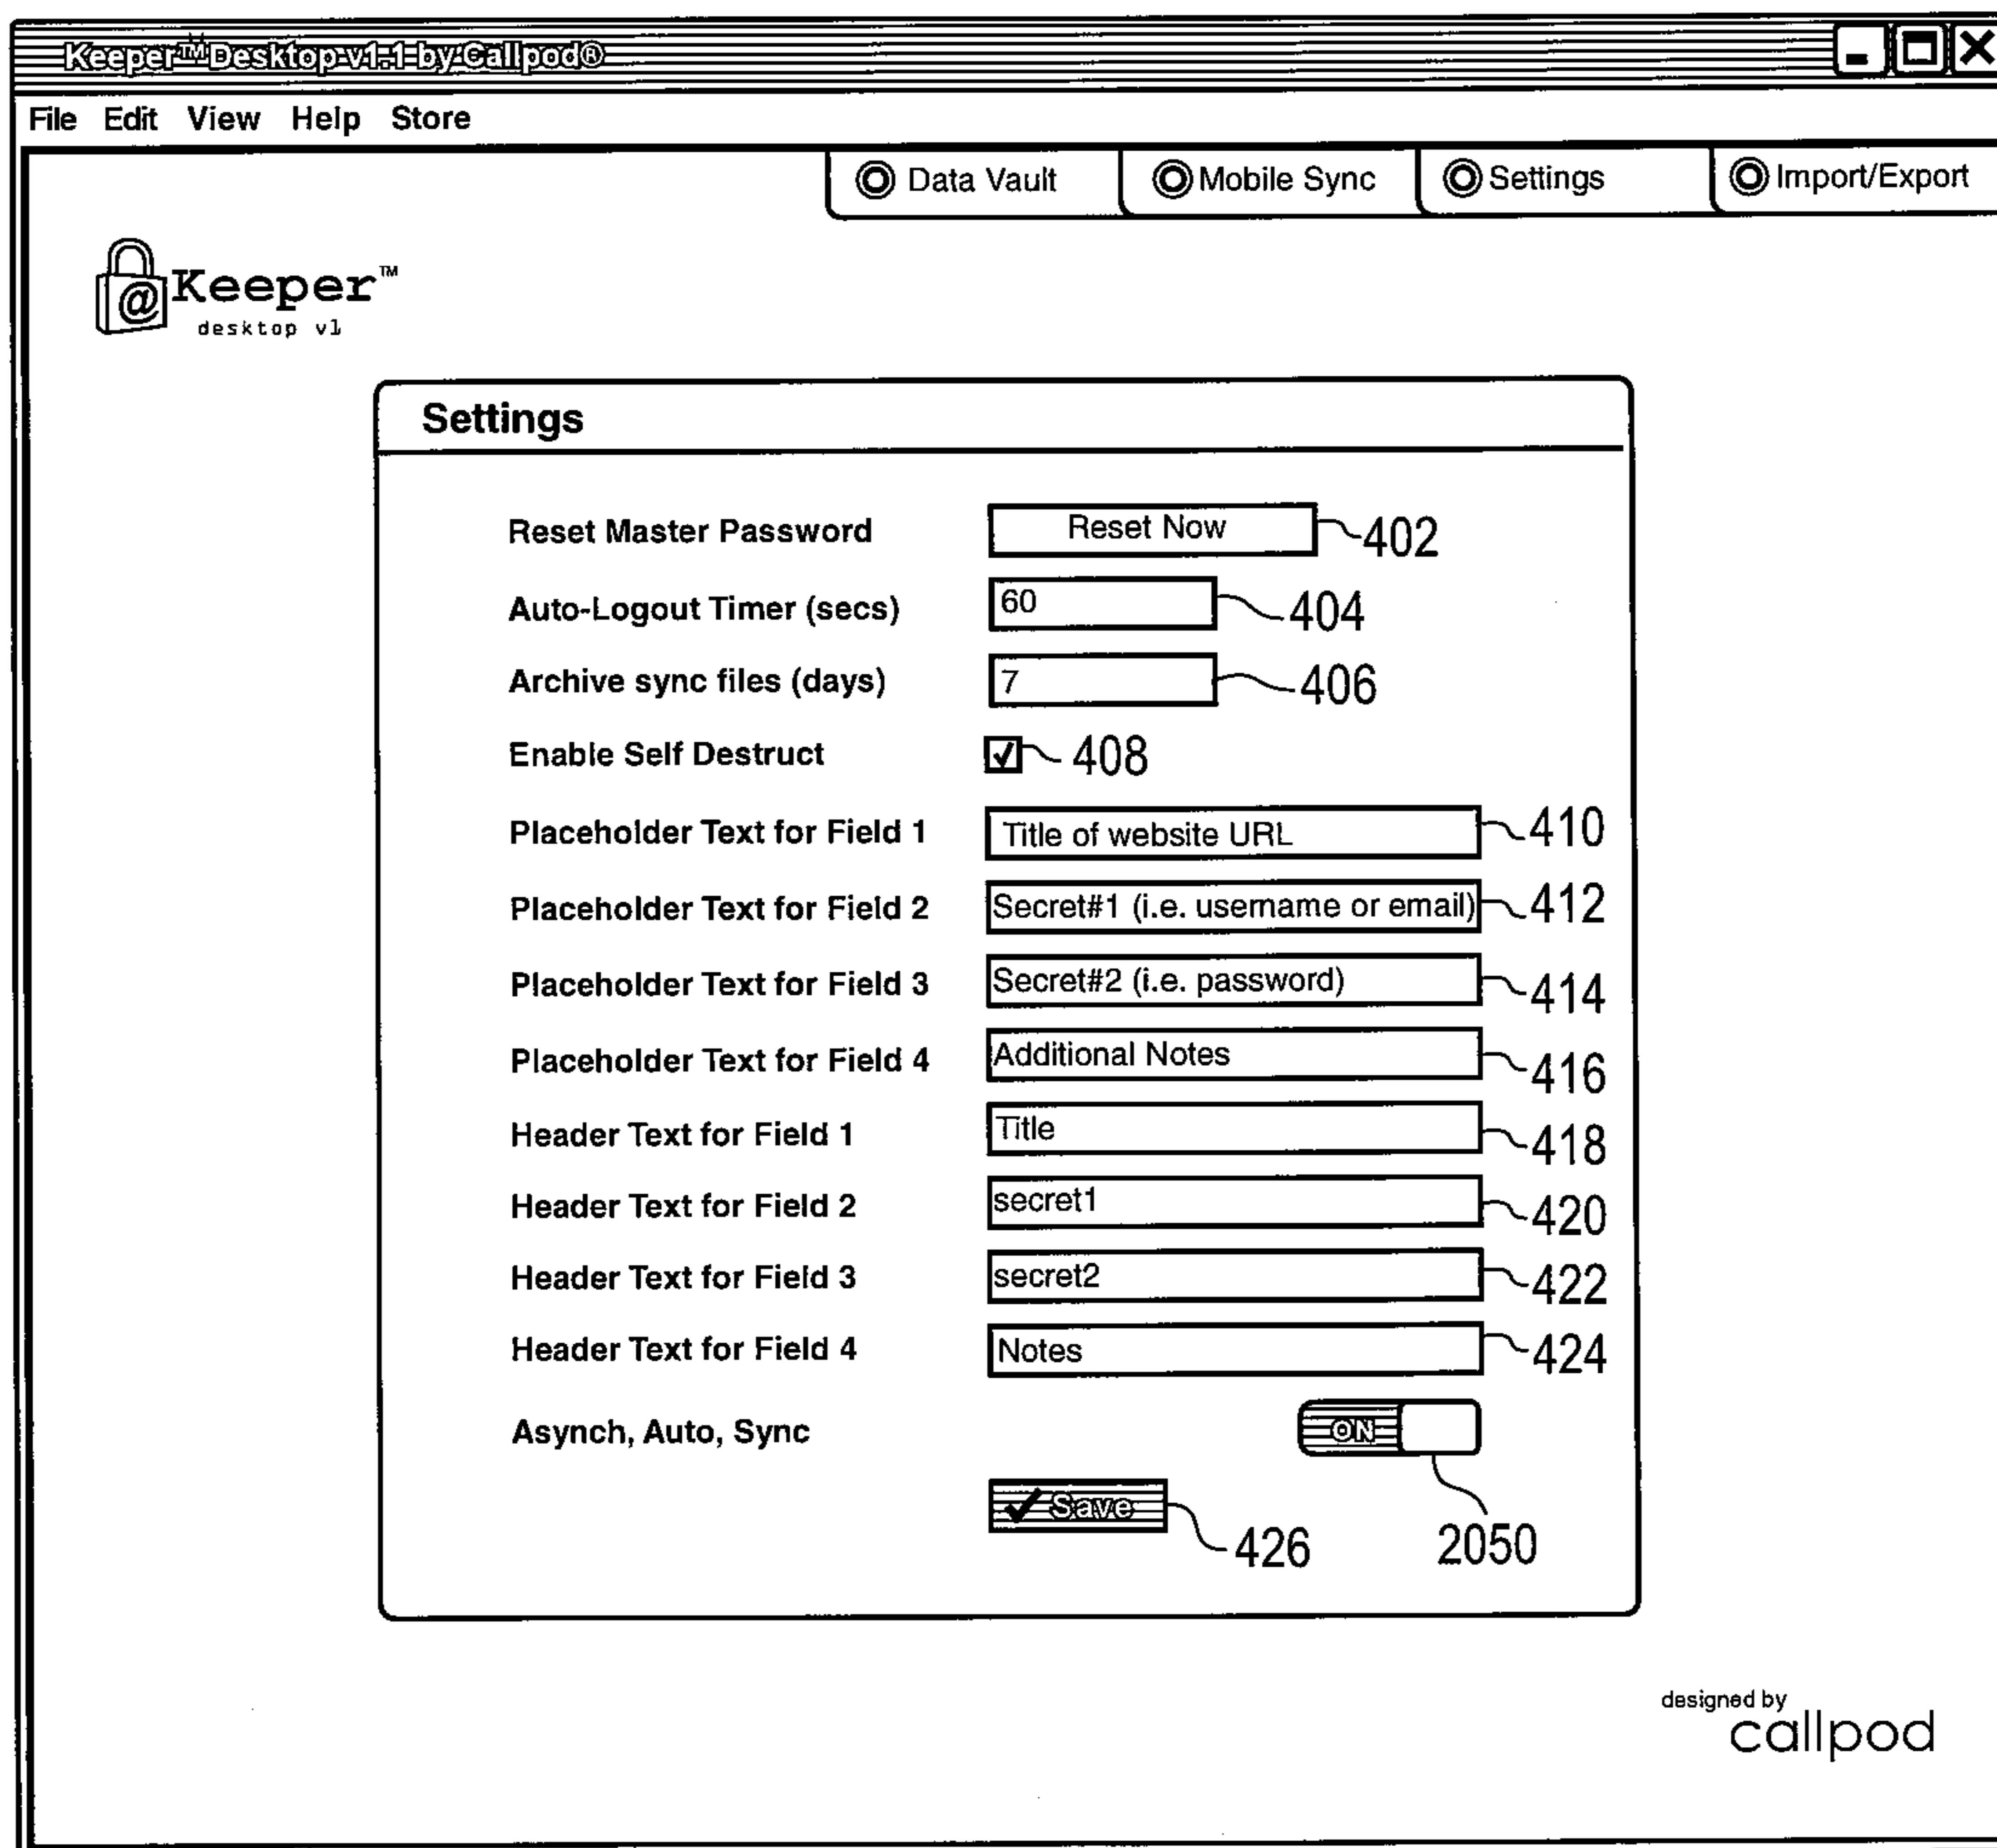 Keeper™ Desktop v1.1 by Callpod®
File Edit View Help Store
Data Vault Mobile Sync Settings Import/Export
@ Keeper™
desktop v1
Settings
Reset Master Password Reset Now 402
Auto-Logout Timer (secs) 60 404
Archive sync files (days) 7 406
Enable Self Destruct 408
Placeholder Text for Field 1 Title of website URL 410
Placeholder Text for Field 2 Secret#1 (i.e. username or email) 412
Placeholder Text for Field 3 Secret#2 (i.e. password) 414
Placeholder Text for Field 4 Additional Notes 416
Header Text for Field 1 Title 418
Header Text for Field 2 secret1 420
Header Text for Field 3 secret2 422
Header Text for Field 4 Notes 424
Asynch, Auto, Sync ON
Save 426 2050
designed by
callpod